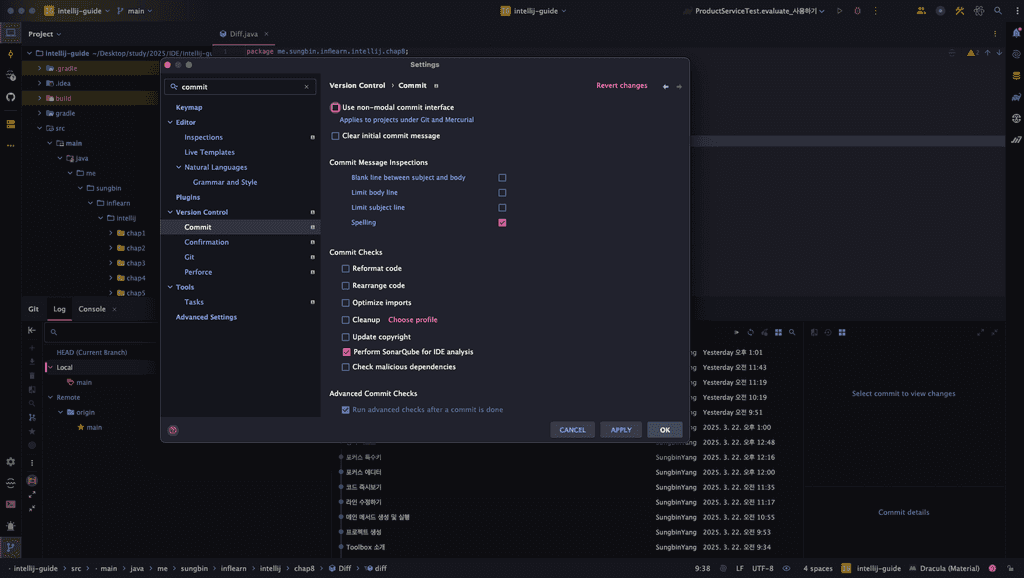 intellij-guide
main
intellij-guide
ProductServiceTest.evaluate_사용하기
Project
Diff.java
intellij-guide ~/Desktop/study/2025/IDE/intellij-gu
1
package me.sungbin.inflearn.intellij.chap8;
2
.gradle
.idea
build
gradle
src
main
java
me
sungbin
inflearn
intellij
chap1
chap2
chap3
chap4
chap5
Settings
commit
Keymap
Editor
Inspections
Live Templates
Natural Languages
Grammar and Style
Plugins
Version Control
Commit
Confirmation
Git
Perforce
Tools
Tasks
Advanced Settings
Version Control › Commit
Revert changes
Use non-modal commit interface
Applies to projects under Git and Mercurial
Clear initial commit message
Commit Message Inspections
Blank line between subject and body
Limit body line
Limit subject line
Spelling
Commit Checks
Reformat code
Rearrange code
Optimize imports
Cleanup Choose profile
Update copyright
Perform SonarQube for IDE analysis
Check malicious dependencies
Advanced Commit Checks
Run advanced checks after a commit is done
CANCEL
APPLY
OK
Git
Log
Console
HEAD (Current Branch)
Local
main
Remote
origin
main
ng Yesterday 오후 1:01
ng Yesterday 오전 11:43
ng Yesterday 오전 11:19
ng Yesterday 오전 10:19
ng Yesterday 오전 9:51
ng 2025. 3. 22. 오후 1:00
SungbinYang 2025. 3. 22. 오후 12:48
포커스 특수키 SungbinYang 2025. 3. 22. 오후 12:16
포커스 에디터 SungbinYang 2025. 3. 22. 오후 12:00
코드 즉시보기 SungbinYang 2025. 3. 22. 오전 11:35
라인 수정하기 SungbinYang 2025. 3. 22. 오전 11:17
메인 메서드 생성 및 실행 SungbinYang 2025. 3. 22. 오전 10:55
프로젝트 생성 SungbinYang 2025. 3. 22. 오전 9:53
Toolbox 소개 SungbinYang 2025. 3. 22. 오전 9:34
Select commit to view changes
Commit details
intellij-guide › src › main › java › me › sungbin › inflearn › intellij › chap8 › Diff › diff
9:38
LF
UTF-8
4 spaces
intellij-guide
Dracula (Material)